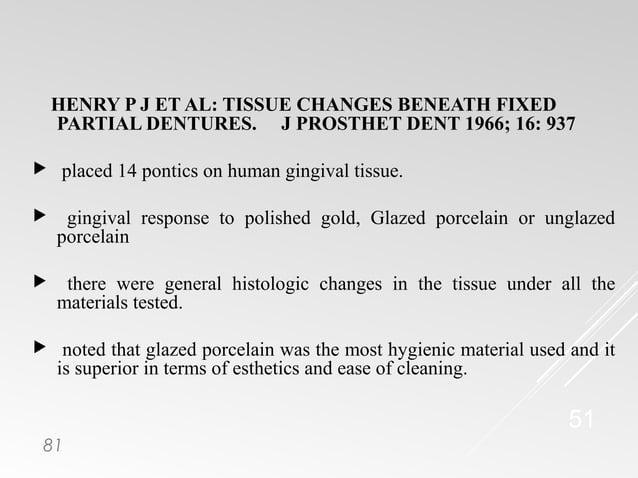 HENRY P J ET AL: TISSUE CHANGES BENEATH FIXED
PARTIAL DENTURES. J PROSTHET DENT 1966; 16: 937
placed 14 pontics on human gingival tissue.
gingival response to polished gold, Glazed porcelain or unglazed
porcelain
there were general histologic changes in the tissue under all the
materials tested.
noted that glazed porcelain was the most hygienic material used and it
is superior in terms of esthetics and ease of cleaning.
51
81